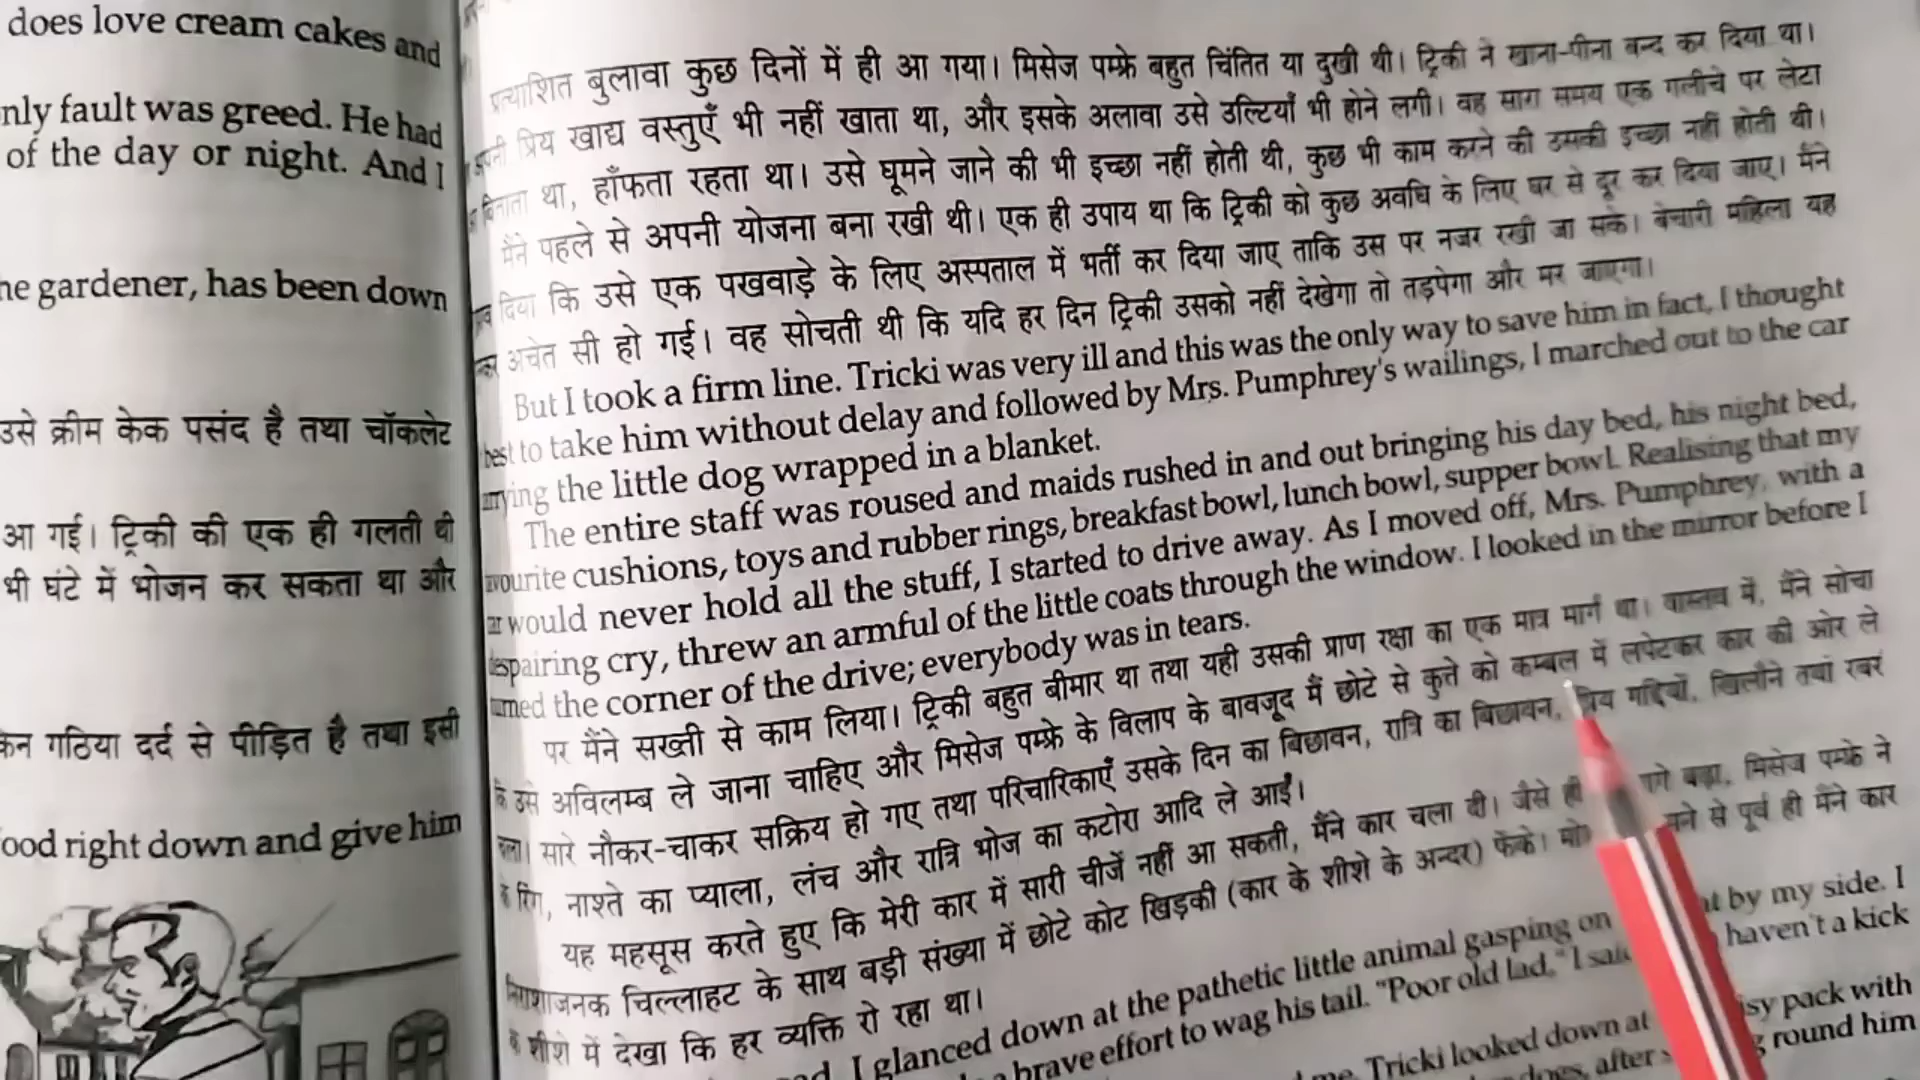 does love cream cakes and
nly fault was greed. He had
of the day or night. And I
he gardener, has been down
उसे क्रीम केक पसंद है तथा चॉकलेट
आ गई। ट्रिकी की एक ही गलती थी
भी घंटे में भोजन कर सकता था और
केन गठिया दर्द से पीड़ित है तथा इसी
ood right down and give him
प्रत्याशित बुलावा कुछ दिनों में ही आ गया। मिसेज पम्फ्रे बहुत चिंतित या दुखी थी। ट्रिकी ने खाना-पीना बन्द कर दिया था।
अपनी प्रिय खाद्य वस्तुएँ भी नहीं खाता था, और इसके अलावा उसे उल्टियाँ भी होने लगी। वह सारा समय एक गलीचे पर लेटा
बिताता था, हाँफता रहता था। उसे घूमने जाने की भी इच्छा नहीं होती थी, कुछ भी काम करने की उसकी इच्छा नहीं होती थी।
मैंने पहले से अपनी योजना बना रखी थी। एक ही उपाय था कि ट्रिकी को कुछ अवधि के लिए घर से दूर कर दिया जाए। मैंने
दिया कि उसे एक पखवाड़े के लिए अस्पताल में भर्ती कर दिया जाए ताकि उस पर नजर रखी जा सके। बेचारी महिला यह
अचेत सी हो गई। वह सोचती थी कि यदि हर दिन ट्रिकी उसको नहीं देखेगा तो तड़पेगा और मर जाएगा।
But I took a firm line. Tricki was very ill and this was the only way to save him in fact, I thought
best to take him without delay and followed by Mrs. Pumphrey's wailings, I marched out to the car
rrying the little dog wrapped in a blanket.
The entire staff was roused and maids rushed in and out bringing his day bed, his night bed,
avourite cushions, toys and rubber rings, breakfast bowl, lunch bowl, supper bowl. Realising that my
ar would never hold all the stuff, I started to drive away. As I moved off, Mrs. Pumphrey, with a
espairing cry, threw an armful of the little coats through the window. I looked in the mirror before I
urned the corner of the drive; everybody was in tears.
पर मैंने सख्ती से काम लिया। ट्रिकी बहुत बीमार था तथा यही उसकी प्राण रक्षा का एक मात्र मार्ग था। वास्तव में, मैंने सोचा
उसे अविलम्ब ले जाना चाहिए और मिसेज पम्फ्रे के विलाप के बावजूद मैं छोटे से कुत्ते को कम्बल में लपेटकर कार की ओर ले
चला। सारे नौकर-चाकर सक्रिय हो गए तथा परिचारिकाएँ उसके दिन का बिछावन, रात्रि का बिछावन, प्रिय गद्दियों, खिलौने तथा रबर
के रिंग, नाश्ते का प्याला, लंच और रात्रि भोज का कटोरा आदि ले आईं।
यह महसूस करते हुए कि मेरी कार में सारी चीजें नहीं आ सकती, मैंने कार चला दी। जैसे ही गे बढ़ा, मिसेज पम्फ्रे ने
निराशाजनक चिल्लाहट के साथ बड़ी संख्या में छोटे कोट खिड़की (कार के शीशे के अन्दर) फेंके। मो ने से पूर्व ही मैंने कार
के शीशे में देखा कि हर व्यक्ति रो रहा था।
I glanced down at the pathetic little animal gasping on at by my side. I
brave effort to wag his tail. "Poor old lad," I said haven't a kick
Tricki looked down at isy pack with
after round him